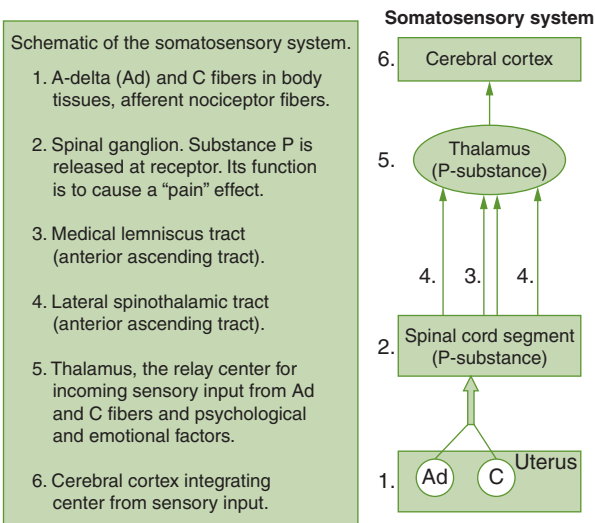 Schematic of the somatosensory system.
1. A-delta (Ad) and C fibers in body
tissues, afferent nociceptor fibers.
2. Spinal ganglion. Substance P is
released at receptor. Its function
is to cause a “pain” effect.
3. Medical lemniscus tract
(anterior ascending tract).
4. Lateral spinothalamic tract
(anterior ascending tract).
5. Thalamus, the relay center for
incoming sensory input from Ad
and C fibers and psychological
and emotional factors.
6. Cerebral cortex integrating
center from sensory input.
Somatosensory system
6. Cerebral cortex
5. Thalamus
(P-substance)
4. 3. 4.
2. Spinal cord segment
(P-substance)
Uterus
1. Ad C